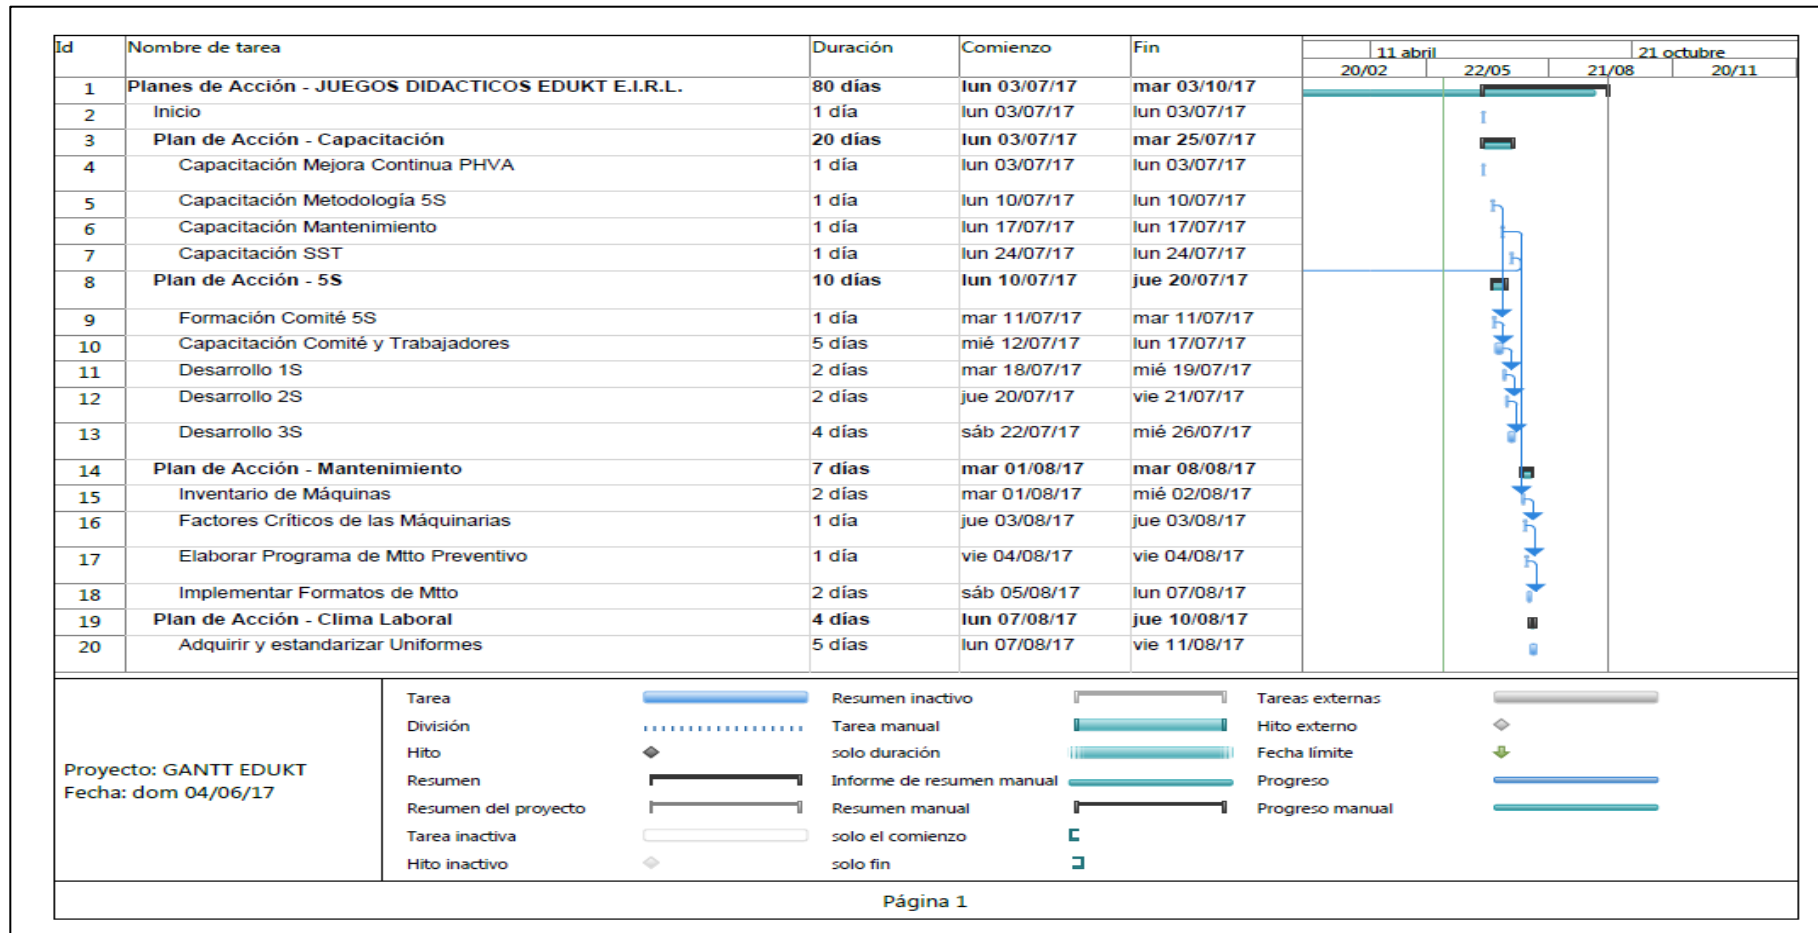 Id Nombre de tarea Duración Comienzo Fin 11 abril 21 octubre
20/02 22/05 21/08 20/11
1 Planes de Acción - JUEGOS DIDACTICOS EDUKT E.I.R.L. 80 días lun 03/07/17 mar 03/10/17
2 Inicio 1 día lun 03/07/17 lun 03/07/17
3 Plan de Acción - Capacitación 20 días lun 03/07/17 mar 25/07/17
4 Capacitación Mejora Continua PHVA 1 día lun 03/07/17 lun 03/07/17
5 Capacitación Metodología 5S 1 día lun 10/07/17 lun 10/07/17
6 Capacitación Mantenimiento 1 día lun 17/07/17 lun 17/07/17
7 Capacitación SST 1 día lun 24/07/17 lun 24/07/17
8 Plan de Acción - 5S 10 días lun 10/07/17 jue 20/07/17
9 Formación Comité 5S 1 día mar 11/07/17 mar 11/07/17
10 Capacitación Comité y Trabajadores 5 días mié 12/07/17 lun 17/07/17
11 Desarrollo 1S 2 días mar 18/07/17 mié 19/07/17
12 Desarrollo 2S 2 días jue 20/07/17 vie 21/07/17
13 Desarrollo 3S 4 días sáb 22/07/17 mié 26/07/17
14 Plan de Acción - Mantenimiento 7 días mar 01/08/17 mar 08/08/17
15 Inventario de Máquinas 2 días mar 01/08/17 mié 02/08/17
16 Factores Críticos de las Máquinarias 1 día jue 03/08/17 jue 03/08/17
17 Elaborar Programa de Mtto Preventivo 1 día vie 04/08/17 vie 04/08/17
18 Implementar Formatos de Mtto 2 días sáb 05/08/17 lun 07/08/17
19 Plan de Acción - Clima Laboral 4 días lun 07/08/17 jue 10/08/17
20 Adquirir y estandarizar Uniformes 5 días lun 07/08/17 vie 11/08/17
Proyecto: GANTT EDUKT
Fecha: dom 04/06/17
Tarea Resumen inactivo Tareas externas
División Tarea manual Hito externo
Hito solo duración Fecha límite
Resumen Informe de resumen manual Progreso
Resumen del proyecto Resumen manual Progreso manual
Tarea inactiva solo el comienzo
Hito inactivo solo fin
Página 1